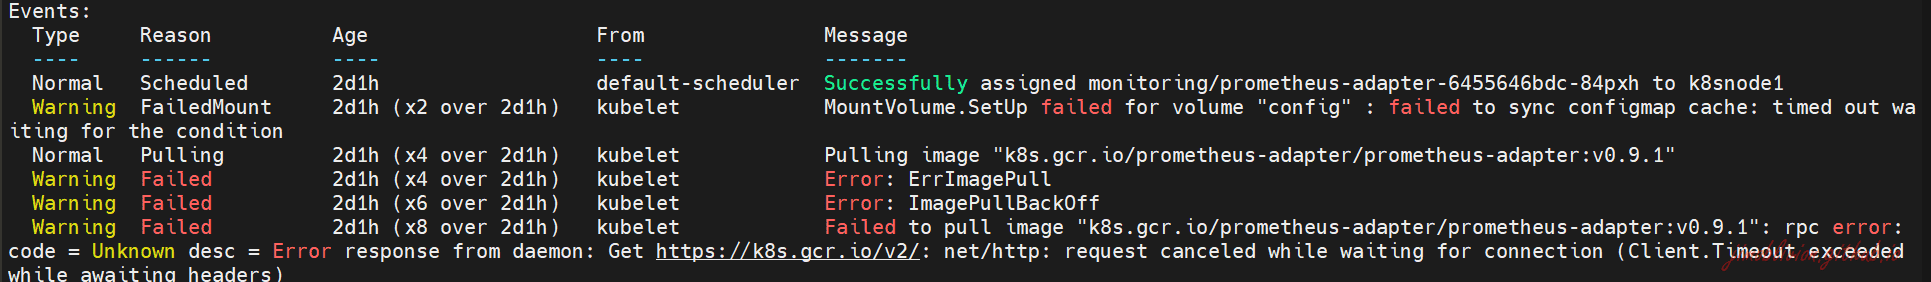 Events:
Type Reason Age From Message
---- ------ ---- ---- -------
Normal Scheduled 2d1h default-scheduler Successfully assigned monitoring/prometheus-adapter-6455646bdc-84pxh to k8snode1
Warning FailedMount 2d1h (x2 over 2d1h) kubelet MountVolume.SetUp failed for volume "config" : failed to sync configmap cache: timed out wa
iting for the condition
Normal Pulling 2d1h (x4 over 2d1h) kubelet Pulling image "k8s.gcr.io/prometheus-adapter/prometheus-adapter:v0.9.1"
Warning Failed 2d1h (x4 over 2d1h) kubelet Error: ErrImagePull
Warning Failed 2d1h (x6 over 2d1h) kubelet Error: ImagePullBackOff
Warning Failed 2d1h (x8 over 2d1h) kubelet Failed to pull image "k8s.gcr.io/prometheus-adapter/prometheus-adapter:v0.9.1": rpc error:
code = Unknown desc = Error response from daemon: Get https://k8s.gcr.io/v2/: net/http: request canceled while waiting for connection (Client.Timeout exceeded
while awaiting headers)